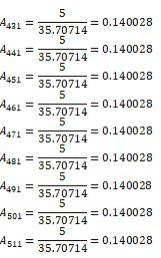 A₄₃₁ = 5/35.70714 = 0.140028
A₄₄₁ = 5/35.70714 = 0.140028
A₄₅₁ = 5/35.70714 = 0.140028
A₄₆₁ = 5/35.70714 = 0.140028
A₄₇₁ = 5/35.70714 = 0.140028
A₄₈₁ = 5/35.70714 = 0.140028
A₄₉₁ = 5/35.70714 = 0.140028
A₅₀₁ = 5/35.70714 = 0.140028
A₅₁₁ = 5/35.70714 = 0.140028